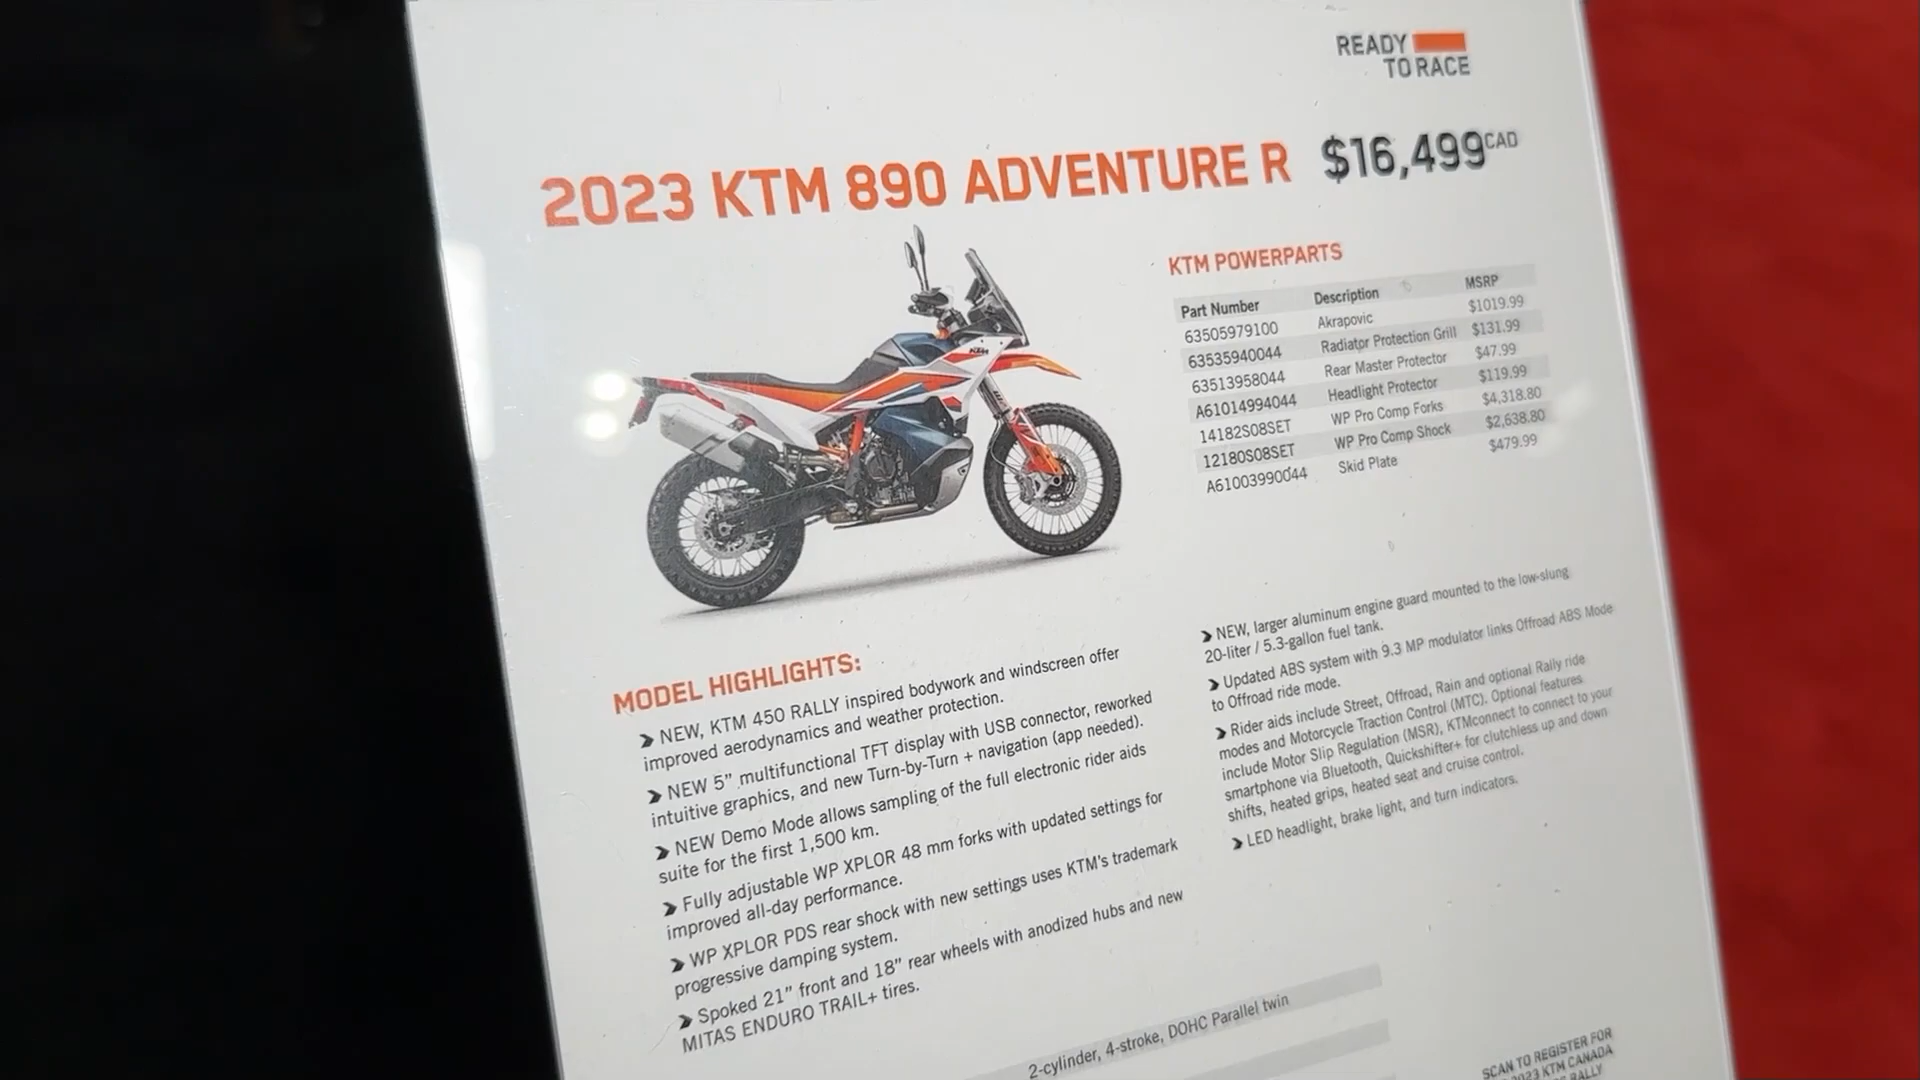 READY
TO RACE
2023 KTM 890 ADVENTURE R $16,499 CAD
KTM POWERPARTS
Part Number Description MSRP
63505979100 Akrapovic $1019.99
63535940044 Radiatpr Protection Grill $131.99
63513958044 Rear Master Protector $47.99
A61014994044 Headlight Protector $119.99
14182S08SET WP Pro Comp Forks $4,318.80
12180S08SET WP Pro Comp Shock $2,638.80
A61003990044 Skid Plate $479.99
KTM
MODEL HIGHLIGHTS:
NEW, KTM 450 RALLY inspired bodywork and windscreen offer
improved aerodynamics and weather protection.
NEW 5” multifunctional TFT display with USB connector, reworked
intuitive graphics, and new Turn-by-Turn + navigation (app needed).
NEW Demo Mode allows sampling of the full electronic rider aids
suite for the first 1,500 km.
Fully adjustable WP XPLOR 48 mm forks with updated settings for
improved all-day performance.
WP XPLOR PDS rear shock with new settings uses KTM's trademark
progressive damping system.
Spoked 21” front and 18” rear wheels with anodized hubs and new
MITAS ENDURO TRAIL+ tires.
NEW, larger aluminum engine guard mounted to the low-slung
20-liter / 5.3-gallon fuel tank.
Updated ABS system with 9.3 MP modulator links Offroad ABS Mode
to Offroad ride mode.
Rider aids include Street, Offroad, Rain and optional Rally ride
modes and Motorcycle Traction Control (MTC). Optional features
include Motor Slip Regulation (MSR), KTMconnect to connect to your
smartphone via Bluetooth, Quickshifter+ for clutchless up and down
shifts, heated grips, heated seat and cruise control.
LED headlight, brake light, and turn indicators.
2-cylinder, 4-stroke, DOHC Parallel twin
SCAN TO REGISTER FOR
2023 KTM CANADA
RALLY